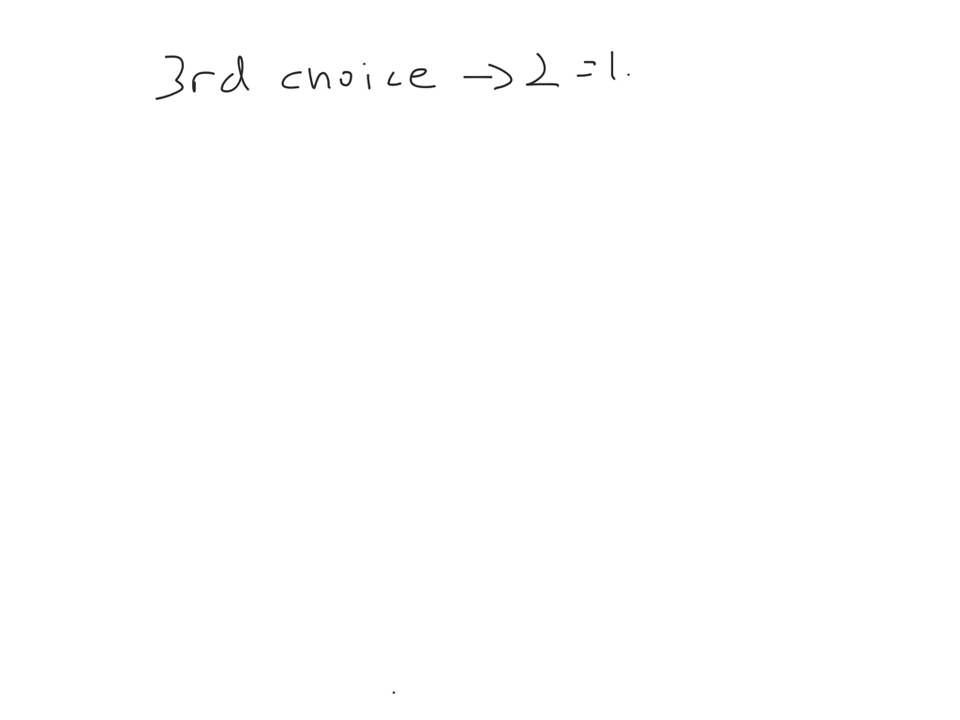 3rd choice → 2 = 1.